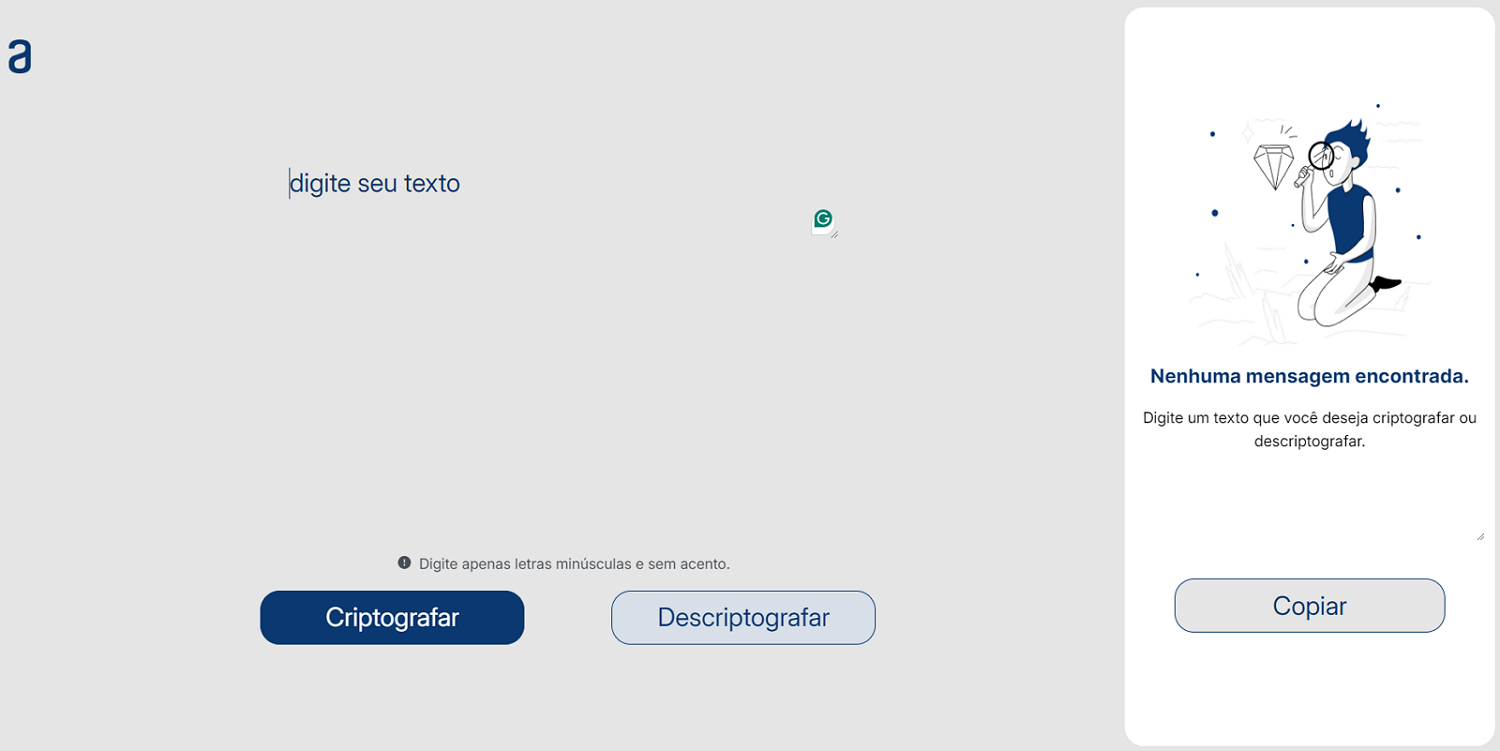 a
digite seu texto
Digite apenas letras minúsculas e sem acento.
Criptografar
Descriptografar
Nenhuma mensagem encontrada.
Digite um texto que você deseja criptografar ou
descriptografar.
Copiar